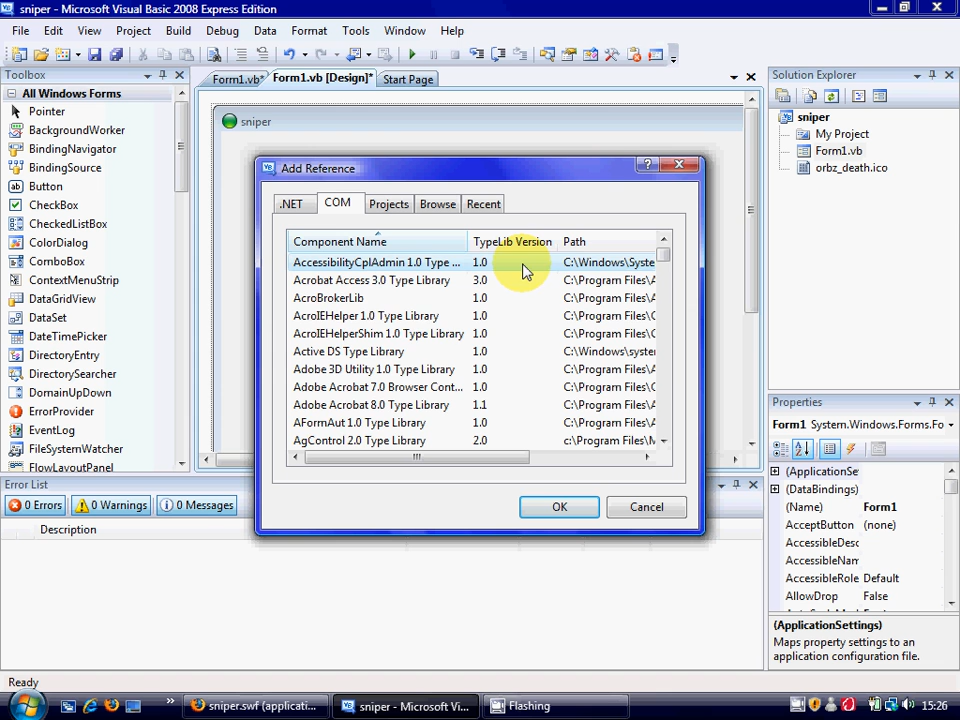 sniper - Microsoft Visual Basic 2008 Express Edition
File Edit View Project Build Debug Data Format Tools Window Help
Toolbox
All Windows Forms
Pointer
BackgroundWorker
BindingNavigator
BindingSource
Button
CheckBox
CheckedListBox
ColorDialog
ComboBox
ContextMenuStrip
DataGridView
DataSet
DateTimePicker
DirectoryEntry
DirectorySearcher
DomainUpDown
ErrorProvider
EventLog
FileSystemWatcher
FlowLayoutPanel
Form1.vb* Form1.vb [Design]* Start Page
sniper
Add Reference
.NET COM Projects Browse Recent
Component Name TypeLib Version Path
AccessibilityCplAdmin 1.0 Type ... 1.0 C:\Windows\Syste
Acrobat Access 3.0 Type Library 3.0 C:\Program Files\A
AcroBrokerLib 1.0 C:\Program Files\A
AcroIEHelper 1.0 Type Library 1.0 C:\Program Files\C
AcroIEHelperShim 1.0 Type Library 1.0 C:\Program Files\C
Active DS Type Library 1.0 C:\Windows\system
Adobe 3D Utility 1.0 Type Library 1.0 C:\Program Files\A
Adobe Acrobat 7.0 Browser Cont... 1.0 C:\Program Files\C
Adobe Acrobat 8.0 Type Library 1.1 C:\Program Files\A
AFormAut 1.0 Type Library 1.0 C:\Program Files\A
AgControl 2.0 Type Library 2.0 c:\Program Files\M
OK Cancel
Solution Explorer
sniper
My Project
Form1.vb
orbz_death.ico
Properties
Form1 System.Windows.Forms.Fo
(ApplicationSe
(DataBindings)
(Name) Form1
AcceptButton (none)
AccessibleDesc
AccessibleNam
AccessibleRole Default
AllowDrop False
(ApplicationSettings)
Maps property settings to an
application configuration file.
Error List
0 Errors 0 Warnings 0 Messages
Description
Ready
sniper.swf (applicati... sniper - Microsoft Vi... Flashing 15:26